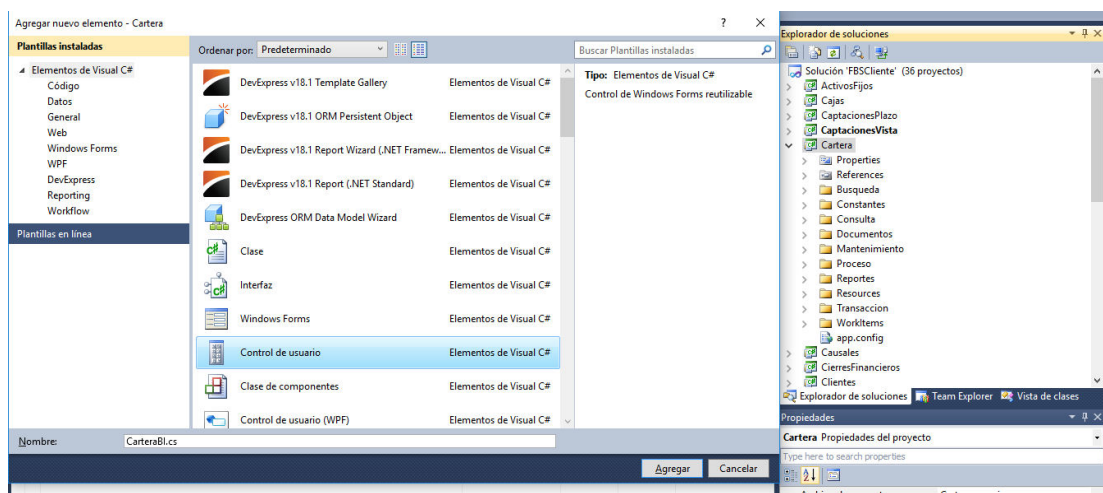 Agregar nuevo elemento - Cartera
Plantillas instaladas
Elementos de Visual C#
Código
Datos
General
Web
Windows Forms
WPF
DevExpress
Reporting
Workflow
Plantillas en línea
Ordenar por: Predeterminado
DevExpress v18.1 Template Gallery Elementos de Visual C#
DevExpress v18.1 ORM Persistent Object Elementos de Visual C#
DevExpress v18.1 Report Wizard (.NET Framew... Elementos de Visual C#
DevExpress v18.1 Report (.NET Standard) Elementos de Visual C#
DevExpress ORM Data Model Wizard Elementos de Visual C#
Clase Elementos de Visual C#
Interfaz Elementos de Visual C#
Windows Forms Elementos de Visual C#
Control de usuario Elementos de Visual C#
Clase de componentes Elementos de Visual C#
Control de usuario (WPF) Elementos de Visual C#
Buscar Plantillas instaladas
Tipo: Elementos de Visual C#
Control de Windows Forms reutilizable
Nombre: CarteraBI.cs
Agregar Cancelar
Explorador de soluciones
Solución 'FBSCliente' (36 proyectos)
ActivosFijos
Cajas
CaptacionesPlazo
CaptacionesVista
Cartera
Properties
References
Busqueda
Constantes
Consulta
Documentos
Mantenimiento
Proceso
Reportes
Resources
Transaccion
WorkItems
app.config
Causales
CierresFinancieros
Clientes
Explorador de soluciones Team Explorer Vista de clases
Propiedades
Cartera Propiedades del proyecto
Type here to search properties